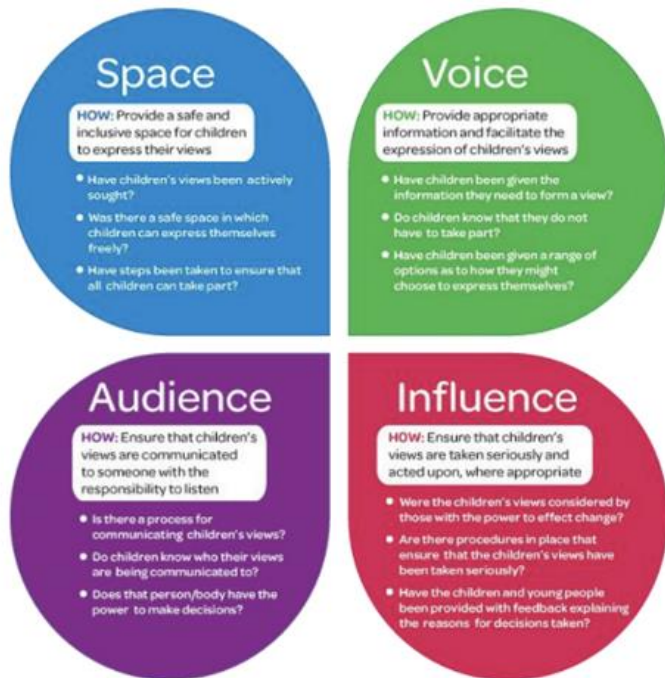 Space
HOW: Provide a safe and
inclusive space for children
to express their views
• Have children's views been actively
sought?
• Was there a safe space in which
children can express themselves
freely?
• Have steps been taken to ensure that
all children can take part?
Voice
HOW: Provide appropriate
information and facilitate the
expression of children's views
• Have children been given the
information they need to form a view?
• Do children know that they do not
have to take part?
• Have children been given a range of
options as to how they might
choose to express themselves?
Audience
HOW: Ensure that children's
views are communicated
to someone with the
responsibility to listen
• Is there a process for
communicating children's views?
• Do children know who their views
are being communicated to?
• Does that person/body have the
power to make decisions?
Influence
HOW: Ensure that children's
views are taken seriously and
acted upon, where appropriate
• Were the children's views considered by
those with the power to effect change?
• Are there procedures in place that
ensure that the children's views have
been taken seriously?
• Have the children and young people
been provided with feedback explaining
the reasons for decisions taken?